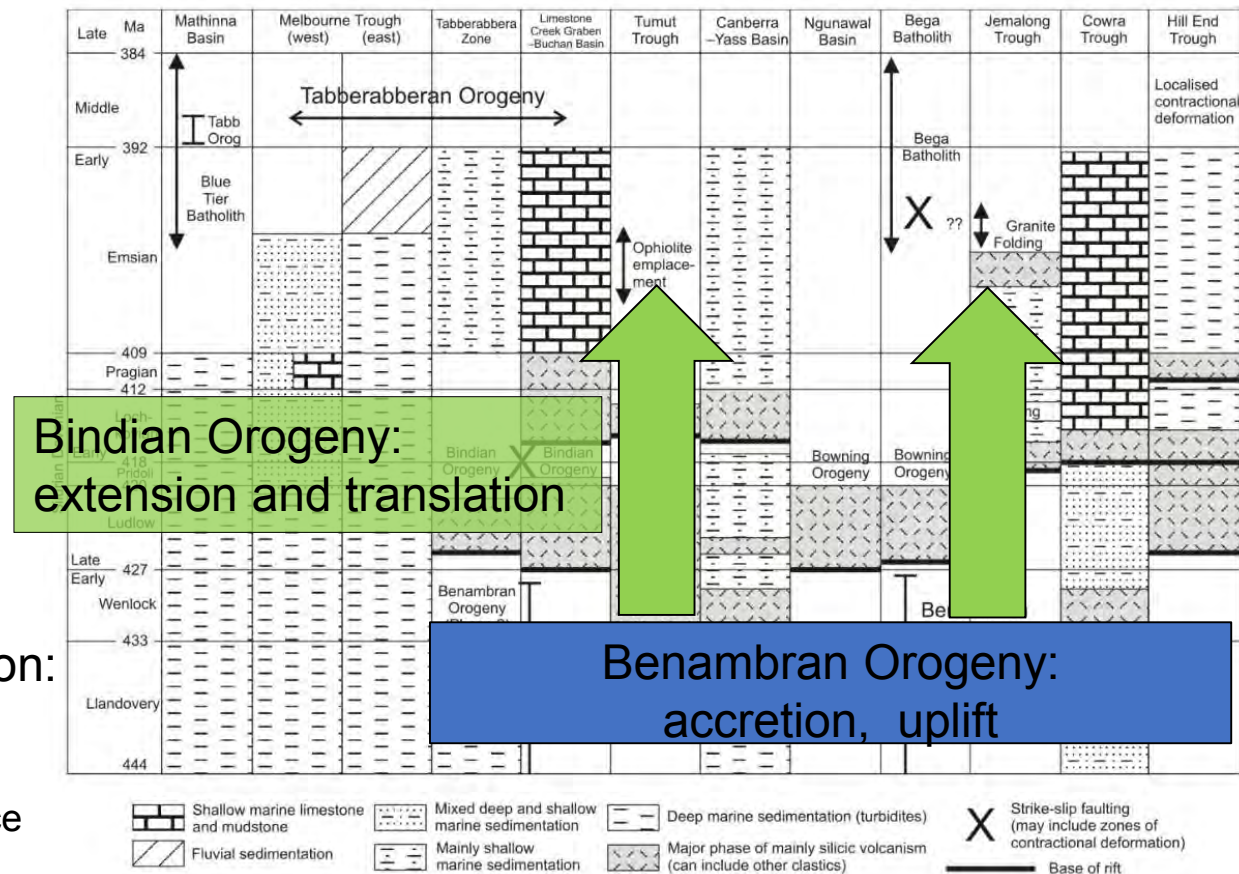 Late
Ma
Mathinna
Basin
Melbourne Trough
(west) (east)
Tabberabbera
Zone
Limestone
Creek Graben
–Buchan Basin
Tumut
Trough
Canberra
–Yass Basin
Ngunawal
Basin
Bega
Batholith
Jemalong
Trough
Cowra
Trough
Hill End
Trough
384
Middle
Tabberabberan Orogeny
Tabb
Orog
Localised
contractional
deformation
392
Early
Blue
Tier
Batholith
Bega
Batholith
X
??
Granite
Folding
Emsian
Ophiolite
emplace-
ment
409
Pragian
412
Bindian Orogeny:
extension and translation
Early
418
Pridoli
Bindian
Orogeny
X
Bindian
Orogeny
Bowning
Orogeny
Bowning
Orogeny
Ludlow
Late
427
Early
Wenlock
Benambran
Orogeny
433
on:
Benambran Orogeny:
accretion, uplift
Llandovery
444
ce
Shallow marine limestone
and mudstone
Fluvial sedimentation
Mixed deep and shallow
marine sedimentation
Mainly shallow
marine sedimentation
Deep marine sedimentation (turbidites)
Major phase of mainly silicic volcanism
(can include other clastics)
X
Strike-slip faulting
(may include zones of
contractional deformation)
Base of rift